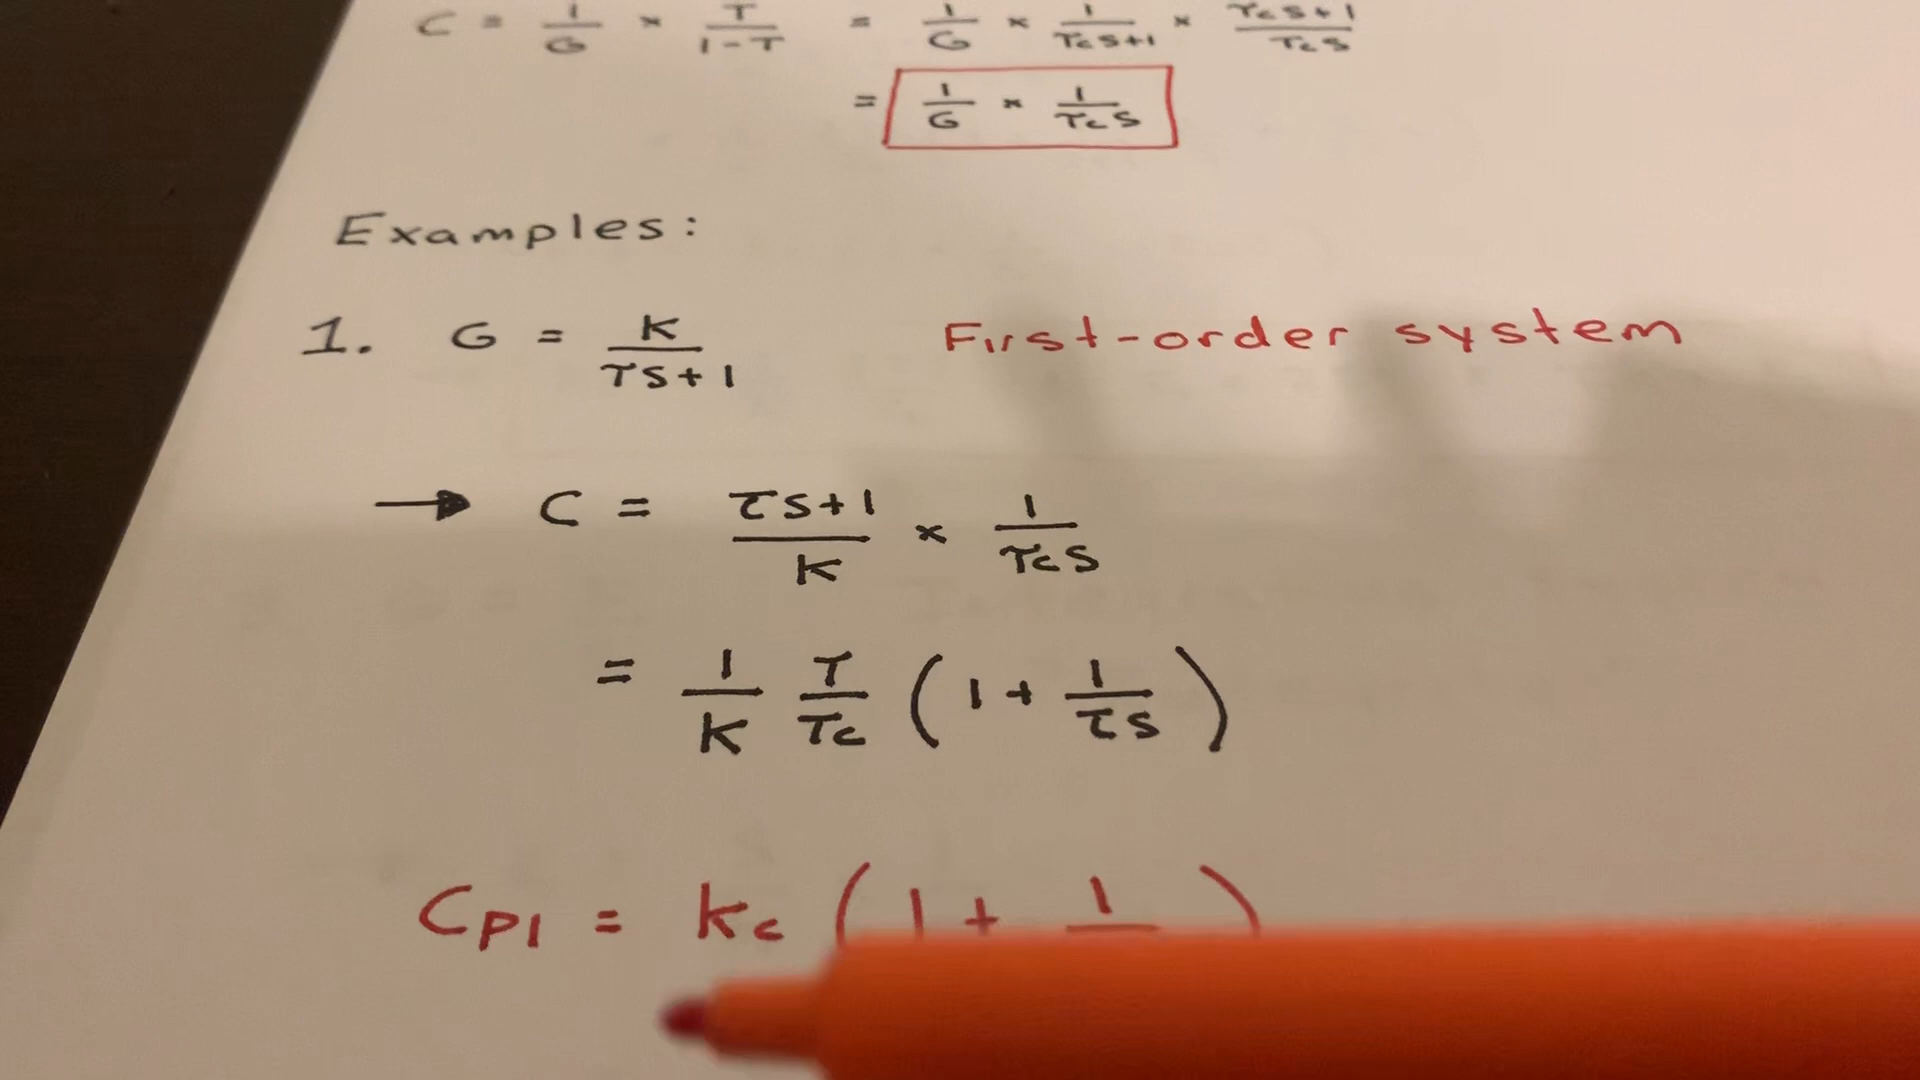 C = 1/G × T/(1-T) = 1/G × 1/(τcs+1) × (τcs+1)/(τcs)
= 1/G × 1/(τcs)
Examples:
1. G = K/(τs+1) First-order system
→ C = (τs+1)/K × 1/(τcs)
= 1/K τ/τc (1 + 1/(τs))
CPI = Kc (1 + 1 )